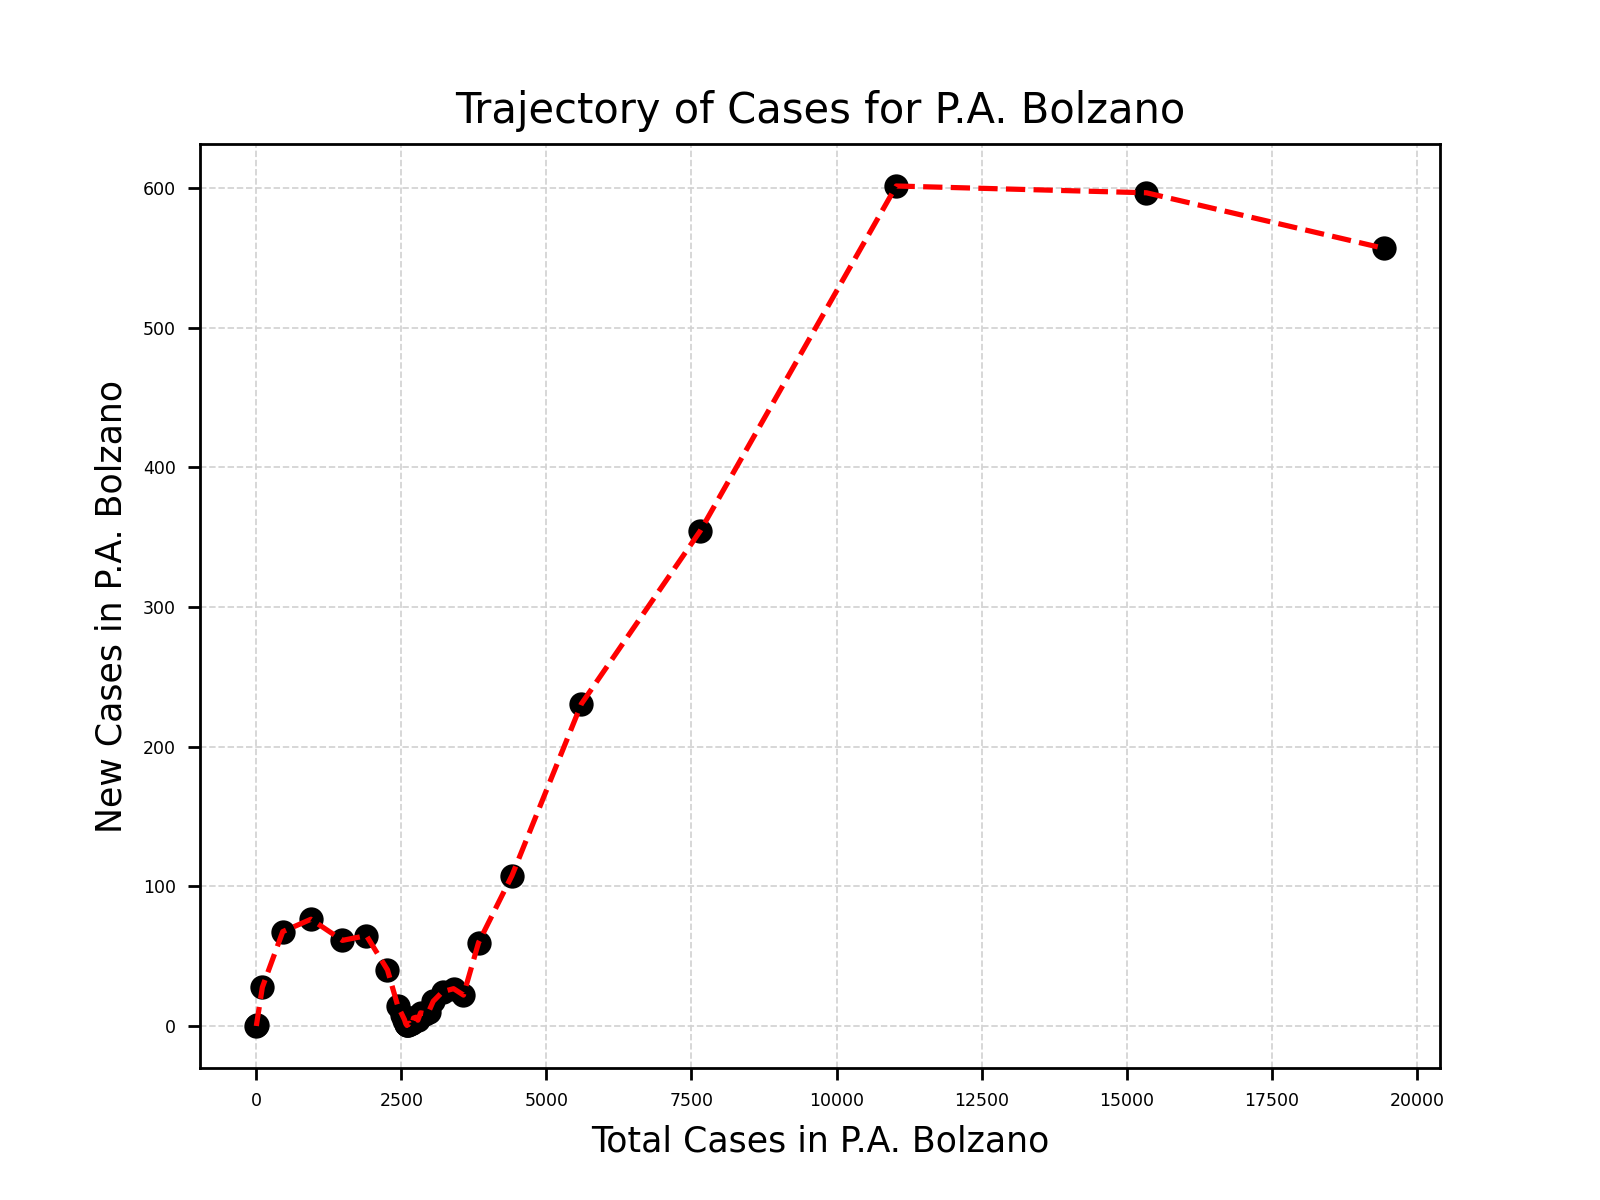 Trajectory of Cases for P.A. Bolzano
600
500
400
300
200
100
0
New Cases in P.A. Bolzano
0 2500 5000 7500 10000 12500 15000 17500 20000
Total Cases in P.A. Bolzano